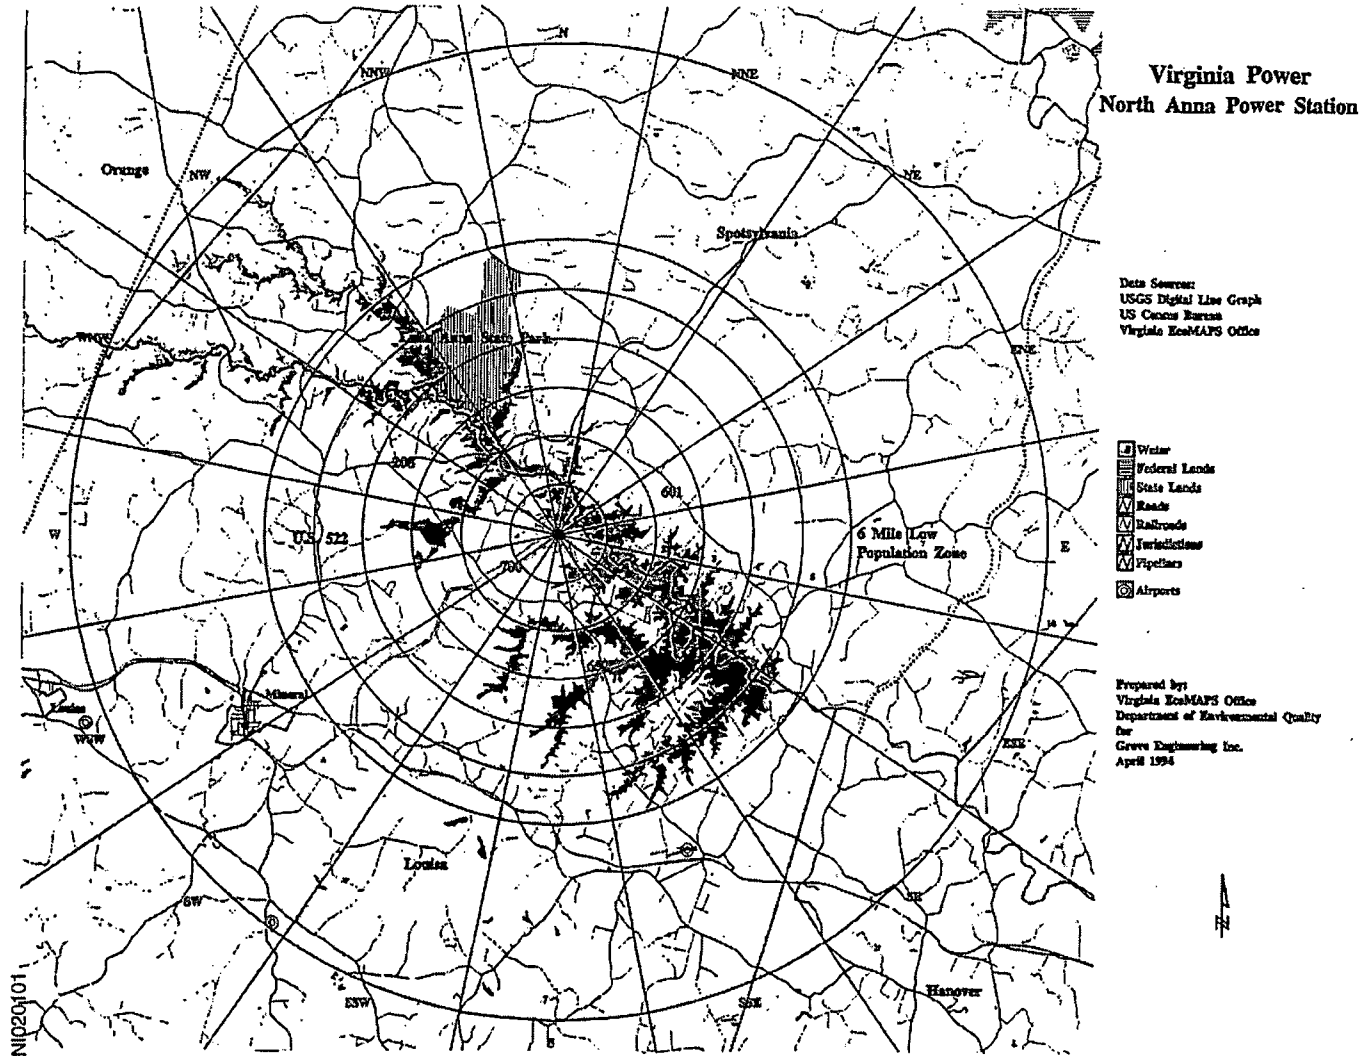 Virginia Power
North Anna Power Station
N
NNW
NNE
Orange
NW
NE
Spotsylvania
Data Sources:
USGS Digital Line Graph
US Census Bureau
Virginia EcoMAPS Office
Lake Anna State Park
WNW
ENE
208
601
Water
Federal Lands
State Lands
Roads
Railroads
Jurisdictions
Pipelines
Airports
W
U.S. 522
6 Mile Low
Population Zone
E
700
Mineral
Louisa
WSW
ESE
Prepared by:
Virginia EcoMAPS Office
Department of Environmental Quality
for
Grove Engineering Inc.
April 1994
Louisa
SW
SE
SSW
SSE
Hanover
S
NI020101
N